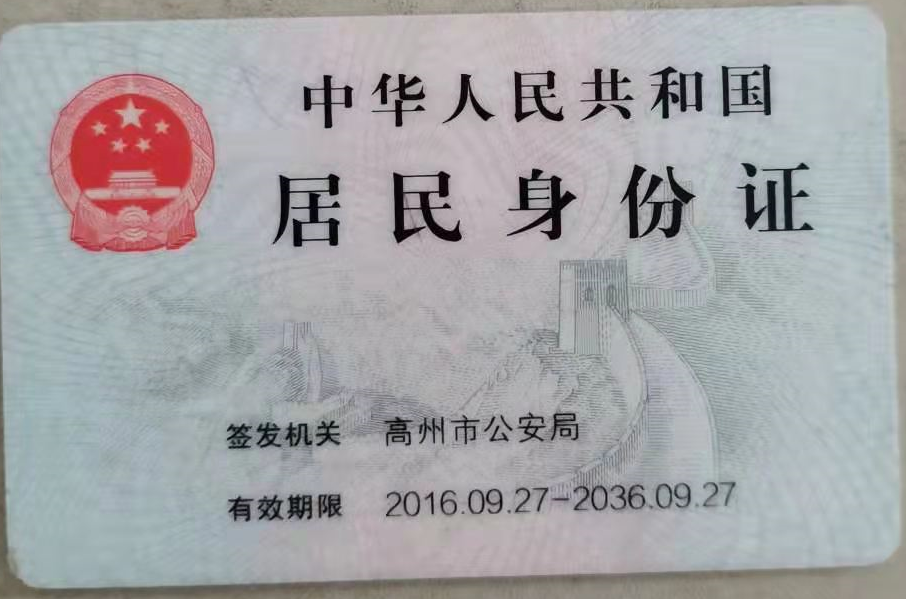 中华人民共和国
居民身份证
签发机关 高州市公安局
有效期限 2016.09.27-2036.09.27